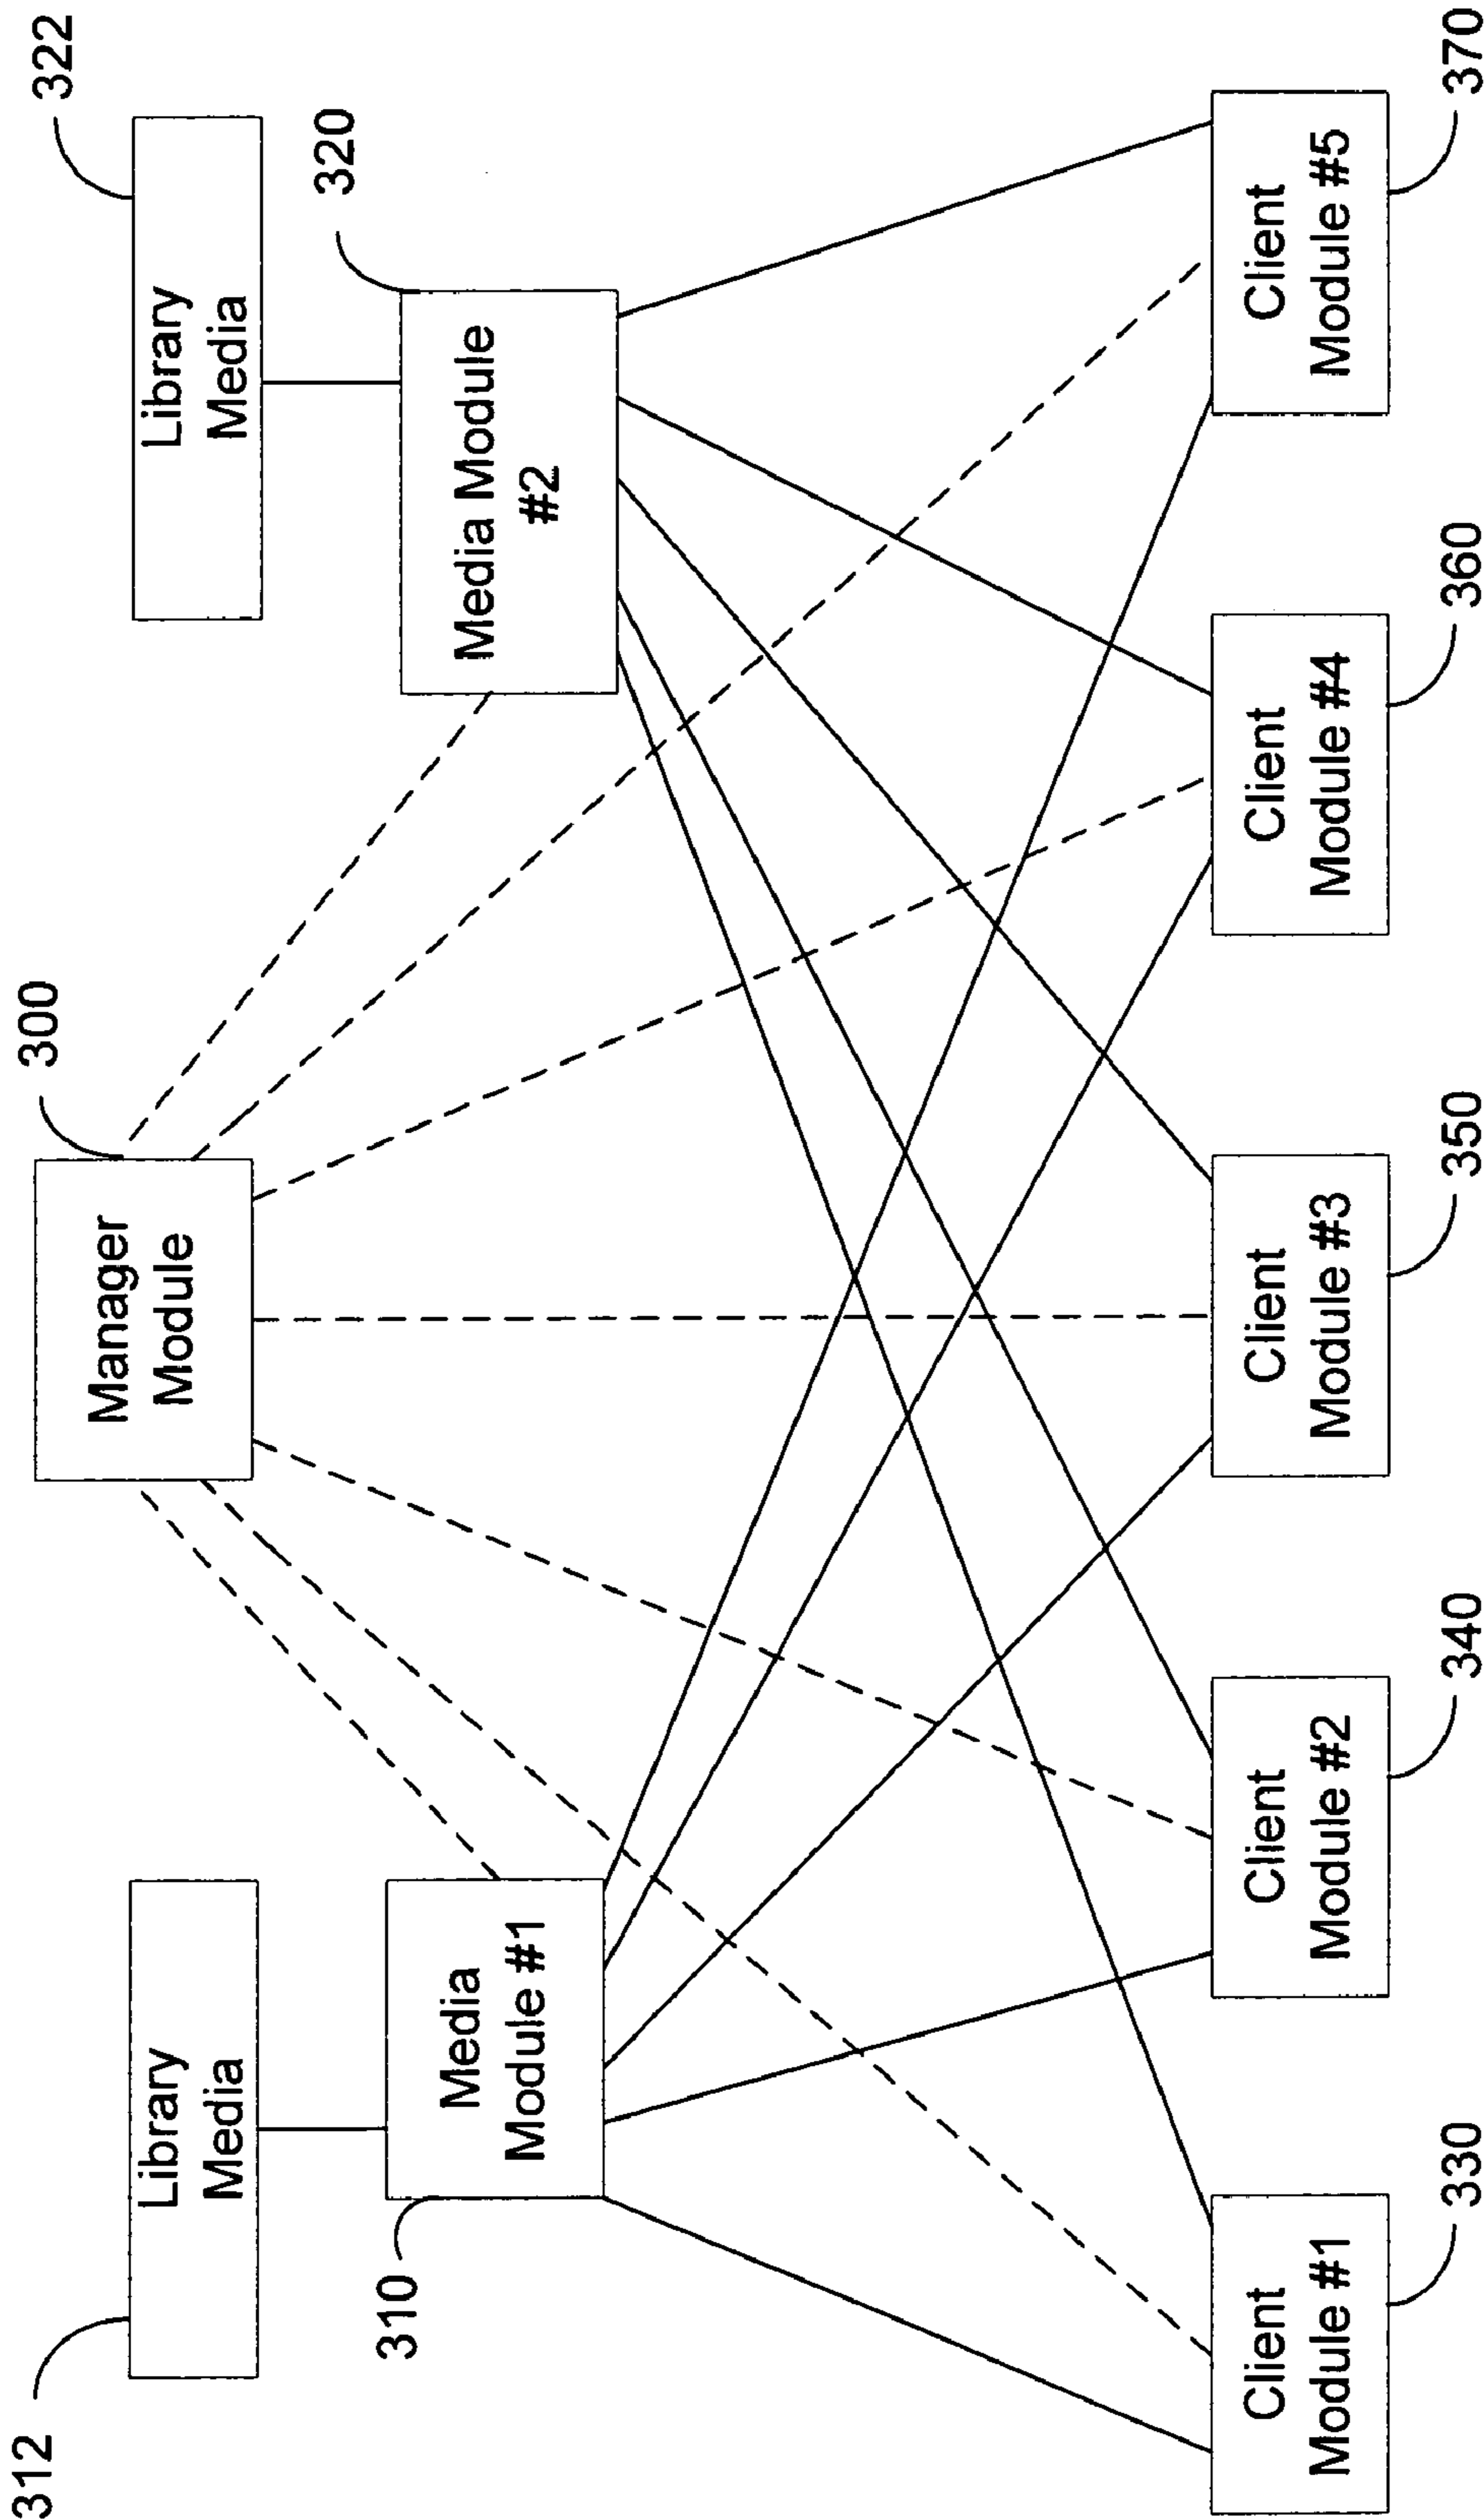 300
Manager
Module
312
Library
Media
322
Library
Media
310
Media
Module #1
320
Media Module
#2
Client
Module #1
330
Client
Module #2
340
Client
Module #3
350
Client
Module #4
360
Client
Module #5
370